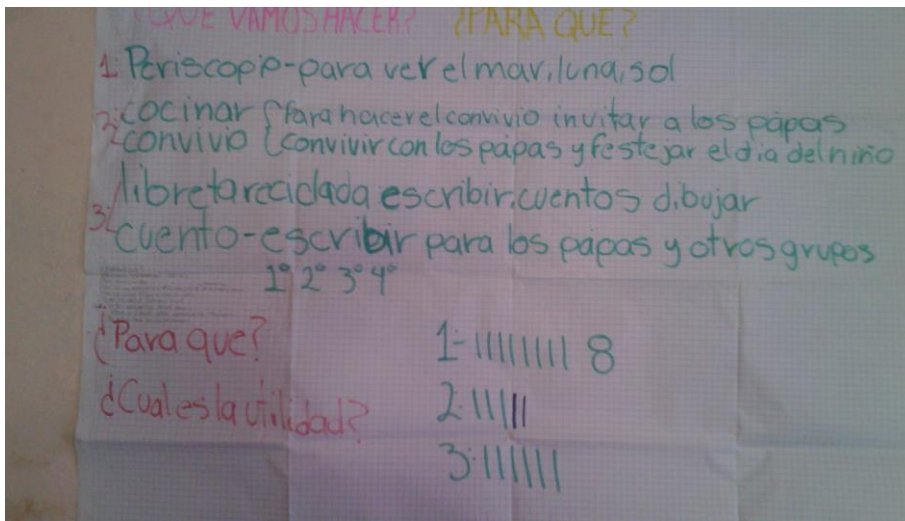 ¿QUE VAMOS HACER? ¿PARA QUE?
1: Periscopio-para ver el mar, luna, sol
2: cocinar { Para hacer el convivio invitar a los papas
convivio { convivir con los papas y festejar el dia del niño
3: libreta reciclada escribir, cuentos dibujar
cuento-escribir para los papas y otros grupos
1° 2° 3° 4°
¿Para que? 1-||||||||| 8
¿Cual es la utilidad? 2:|||||
3:||||||